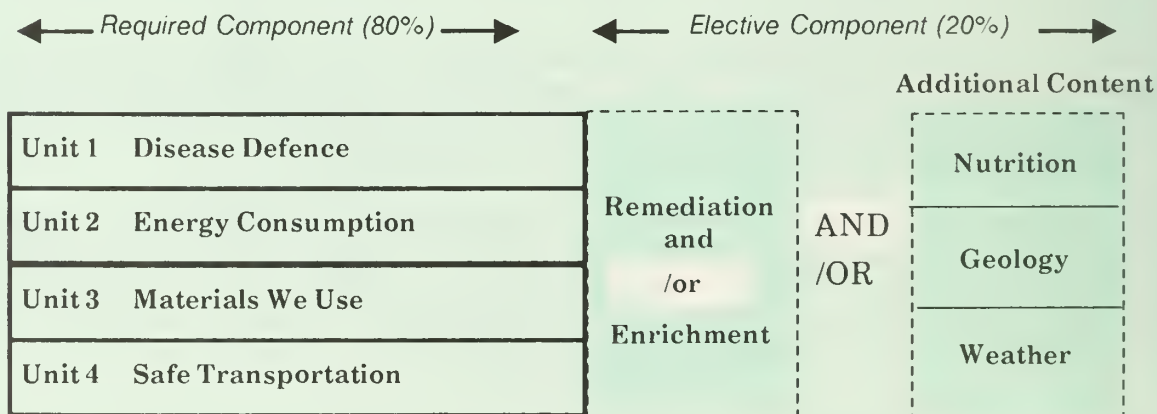 Required Component (80%)
Elective Component (20%)
Additional Content
Unit 1 Disease Defence
Unit 2 Energy Consumption
Unit 3 Materials We Use
Unit 4 Safe Transportation
Remediation
and
/or
Enrichment
AND
/OR
Nutrition
Geology
Weather